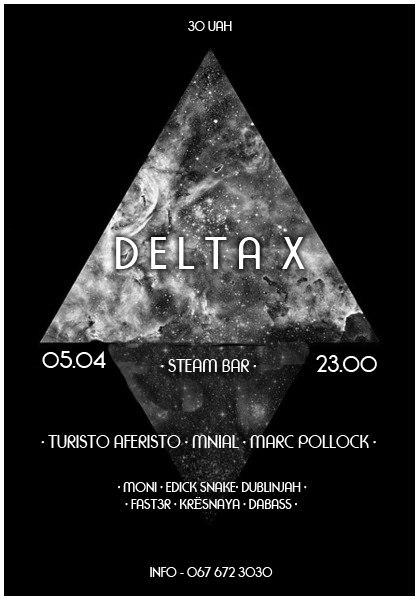 30 UAH
DELTA X
05.04
· STEAM BAR ·
23.00
· TURISTO AFERISTO · MNIAL · MARC POLLOCK ·
· MONI · EDICK SNAKE· DUBLINJAH ·
· FAST3R · KRËSNAYA · DABASS ·
INFO - 067 672 3030